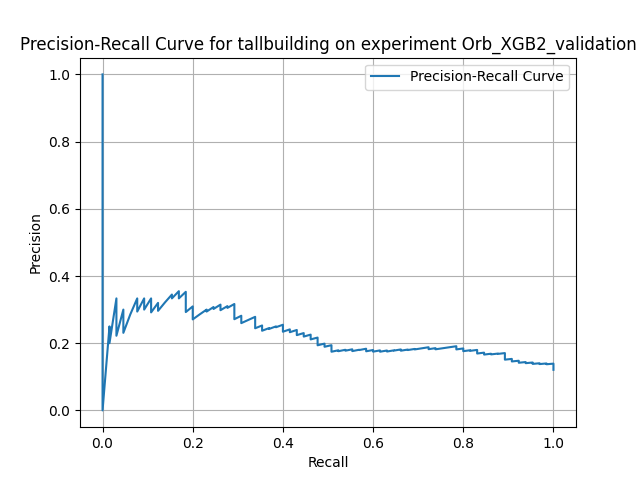 Precision-Recall Curve for tallbuilding on experiment Orb_XGB2_validation
Precision-Recall Curve
1.0
0.8
0.6
0.4
0.2
0.0
Precision
0.0 0.2 0.4 0.6 0.8 1.0
Recall